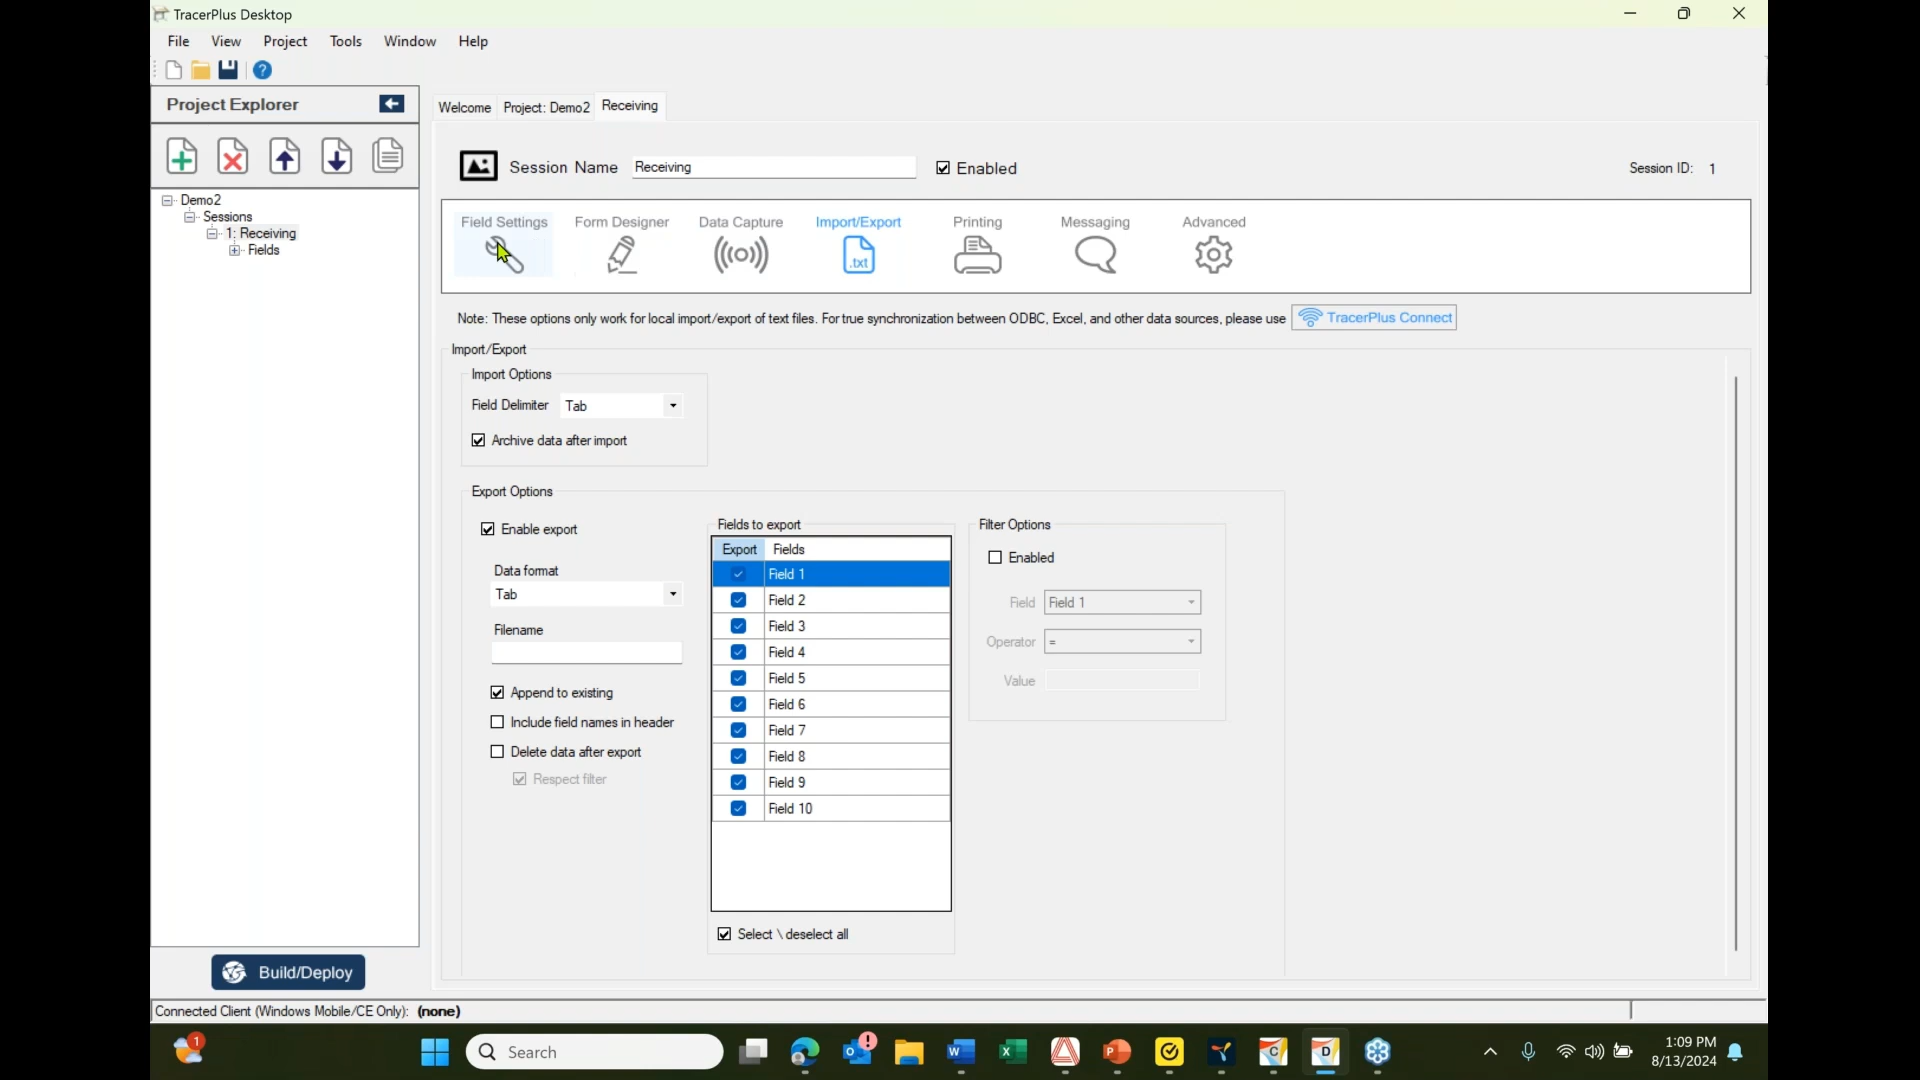 TracerPlus Desktop
File View Project Tools Window Help
Project Explorer
Welcome Project: Demo2 Receiving
Session Name Receiving Enabled Session ID: 1
Demo2
Sessions
1: Receiving
Fields
Field Settings Form Designer Data Capture Import/Export Printing Messaging Advanced
.txt
Note: These options only work for local import/export of text files. For true synchronization between ODBC, Excel, and other data sources, please use TracerPlus Connect
Import/Export
Import Options
Field Delimiter Tab
Archive data after import
Export Options
Enable export
Data format
Tab
Filename
Append to existing
Include field names in header
Delete data after export
Respect filter
Fields to export
Export Fields
Field 1
Field 2
Field 3
Field 4
Field 5
Field 6
Field 7
Field 8
Field 9
Field 10
Select \ deselect all
Filter Options
Enabled
Field Field 1
Operator =
Value
Build/Deploy
Connected Client (Windows Mobile/CE Only): (none)
1
Search
1:09 PM
8/13/2024